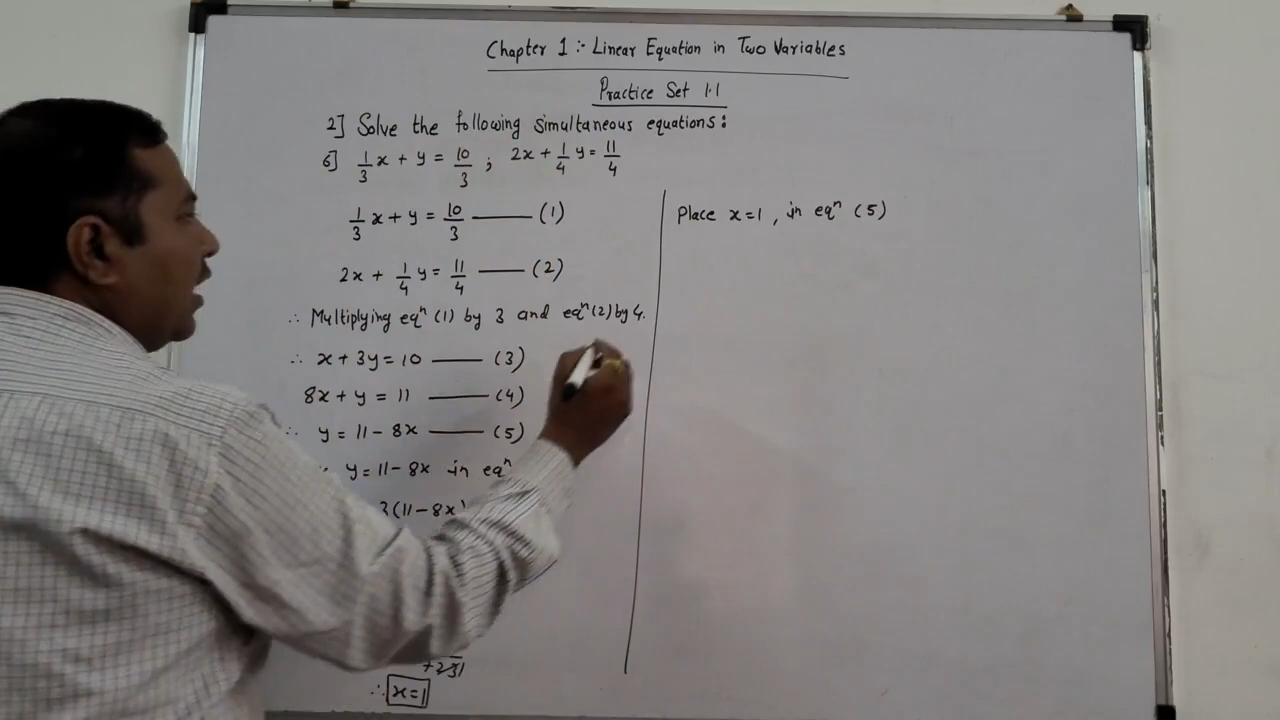 Chapter 1 :- Linear Equation in Two Variables
Practice Set 1.1
2] Solve the following simultaneous equations:
6] 1/3 x + y = 10/3 ; 2x + 1/4 y = 11/4
1/3 x + y = 10/3 —— (1)
2x + 1/4 y = 11/4 —— (2)
∴ Multiplying eqⁿ (1) by 3 and eqⁿ (2) by 4.
∴ x + 3y = 10 —— (3)
8x + y = 11 —— (4)
∴ y = 11 - 8x —— (5)
y = 11 - 8x in eqⁿ
3(11 - 8x)
∴ x = 1
Place x = 1 , in eqⁿ (5)